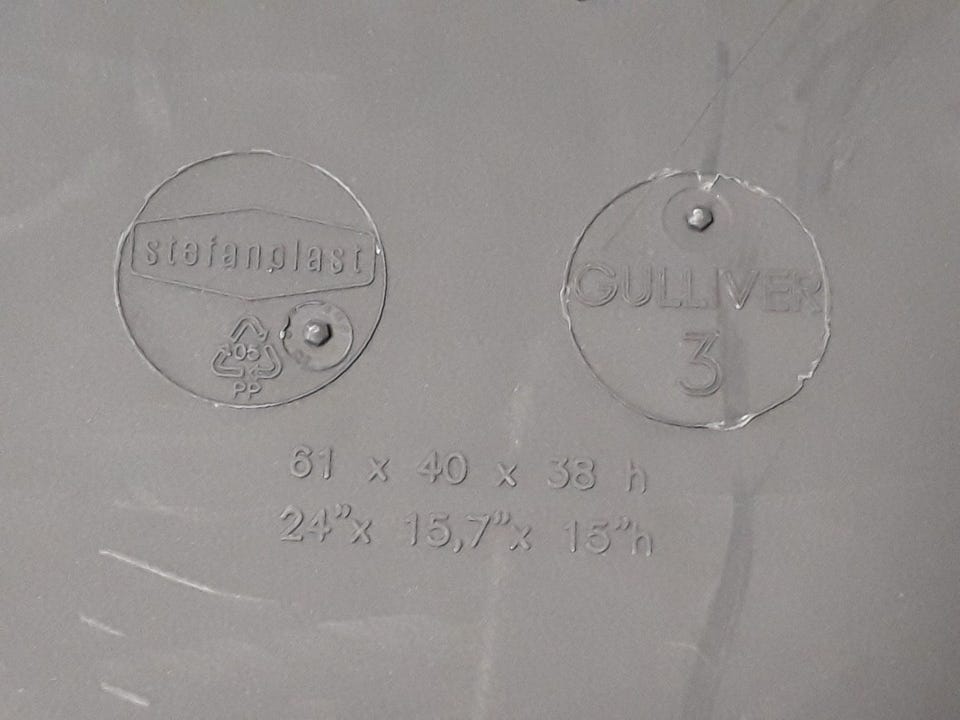 stefanplast
05
PP
GULLIVER
3
61 x 40 x 38 h
24"x 15,7"x 15"h